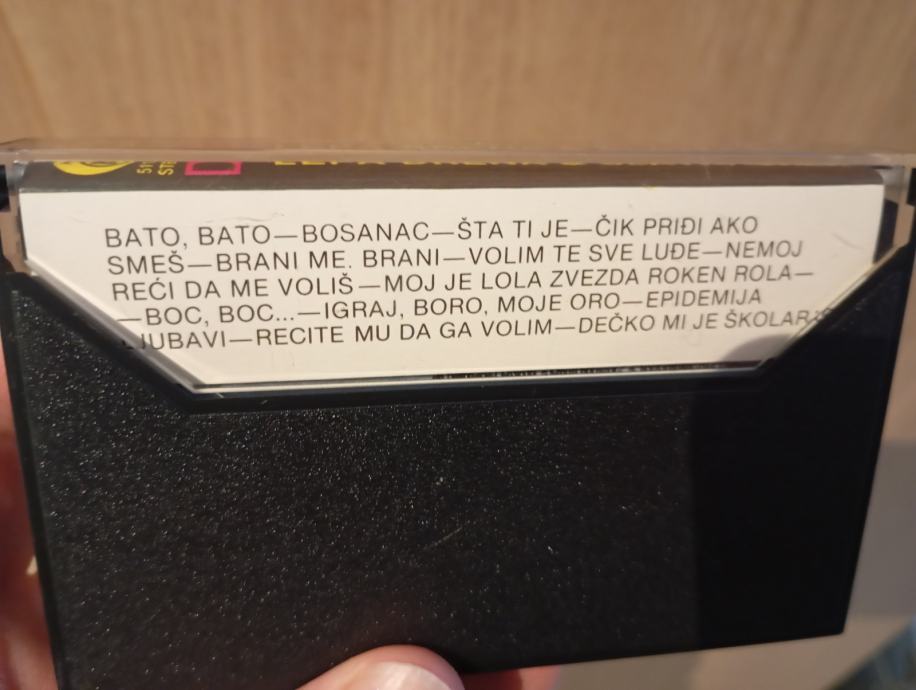 BATO, BATO—BOSANAC—ŠTA TI JE—ČIK PRIĐI AKO
SMEŠ—BRANI ME. BRANI—VOLIM TE SVE LUĐE—NEMOJ
REĆI DA ME VOLIŠ—MOJ JE LOLA ZVEZDA ROKEN ROLA—
—BOC, BOC...—IGRAJ, BORO, MOJE ORO—EPIDEMIJA
LJUBAVI—RECITE MU DA GA VOLIM—DEČKO MI JE